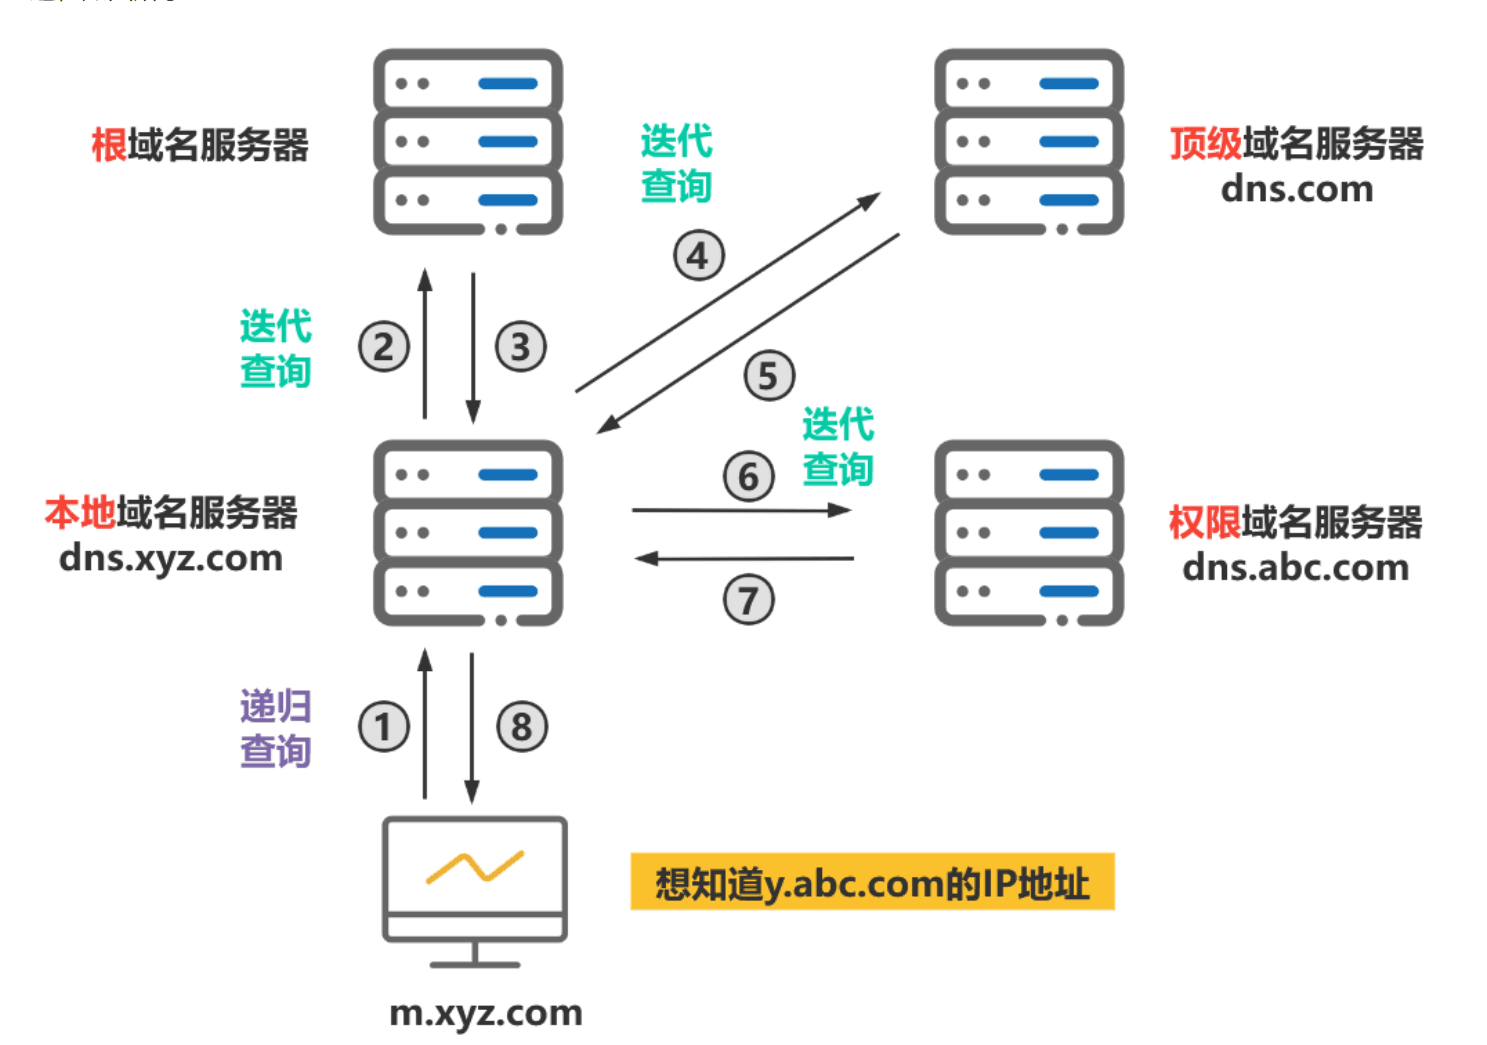 根域名服务器
迭代
查询
顶级域名服务器
dns.com
4
迭代
查询
2
3
5
迭代
查询
6
本地域名服务器
dns.xyz.com
权限域名服务器
dns.abc.com
7
递归
查询
1
8
想知道y.abc.com的IP地址
m.xyz.com